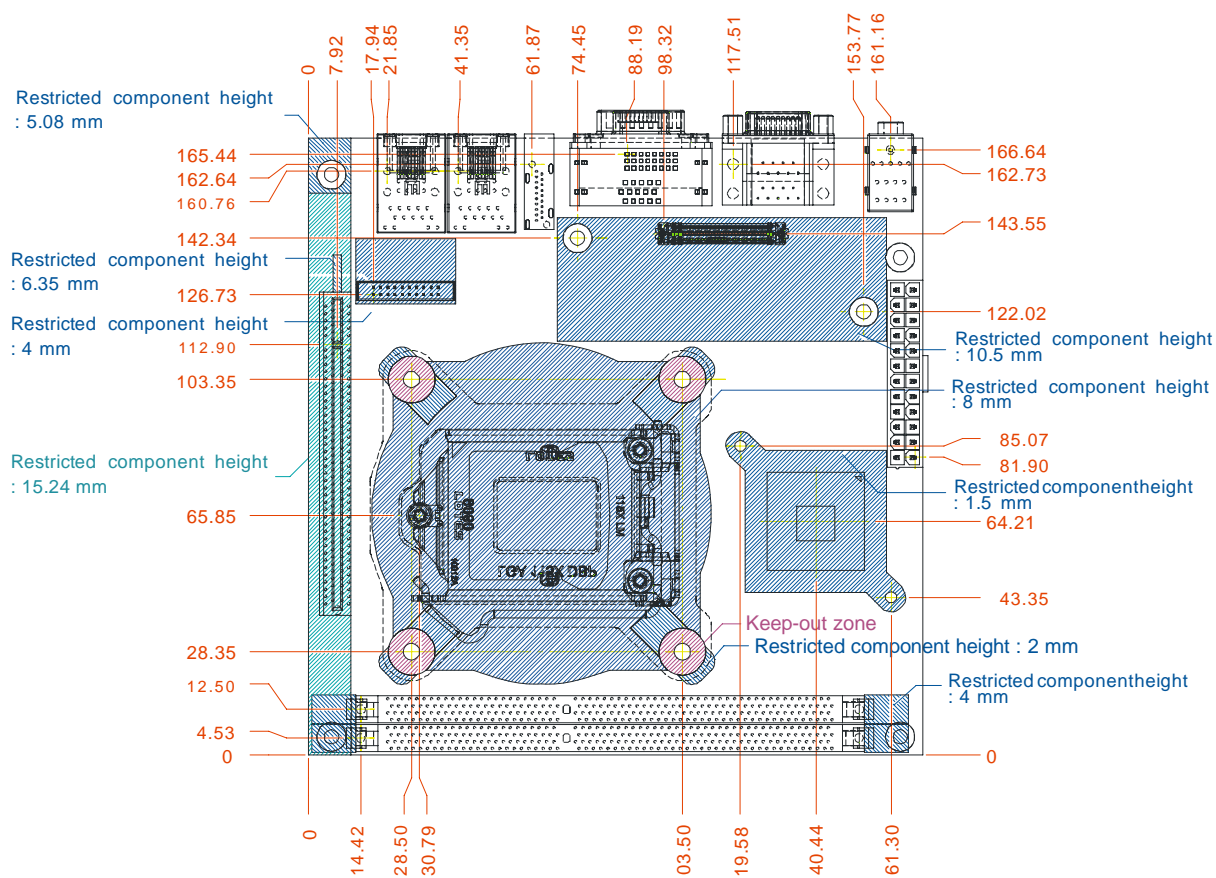 0
7.92
17.94
21.85
41.35
61.87
74.45
88.19
98.32
117.51
153.77
161.16
Restricted component height
: 5.08 mm
165.44
162.64
160.76
142.34
166.64
162.73
143.55
Restricted component height
: 6.35 mm
126.73
122.02
Restricted component height
: 4 mm
112.90
103.35
Restricted component height
: 10.5 mm
Restricted component height
: 8 mm
Restricted component height
: 15.24 mm
85.07
81.90
Restricted componentheight
: 1.5 mm
65.85
64.21
43.35
Keep-out zone
Restricted component height : 2 mm
28.35
Restricted componentheight
: 4 mm
12.50
4.53
0
0
0
14.42
28.50
30.79
03.50
19.58
40.44
61.30